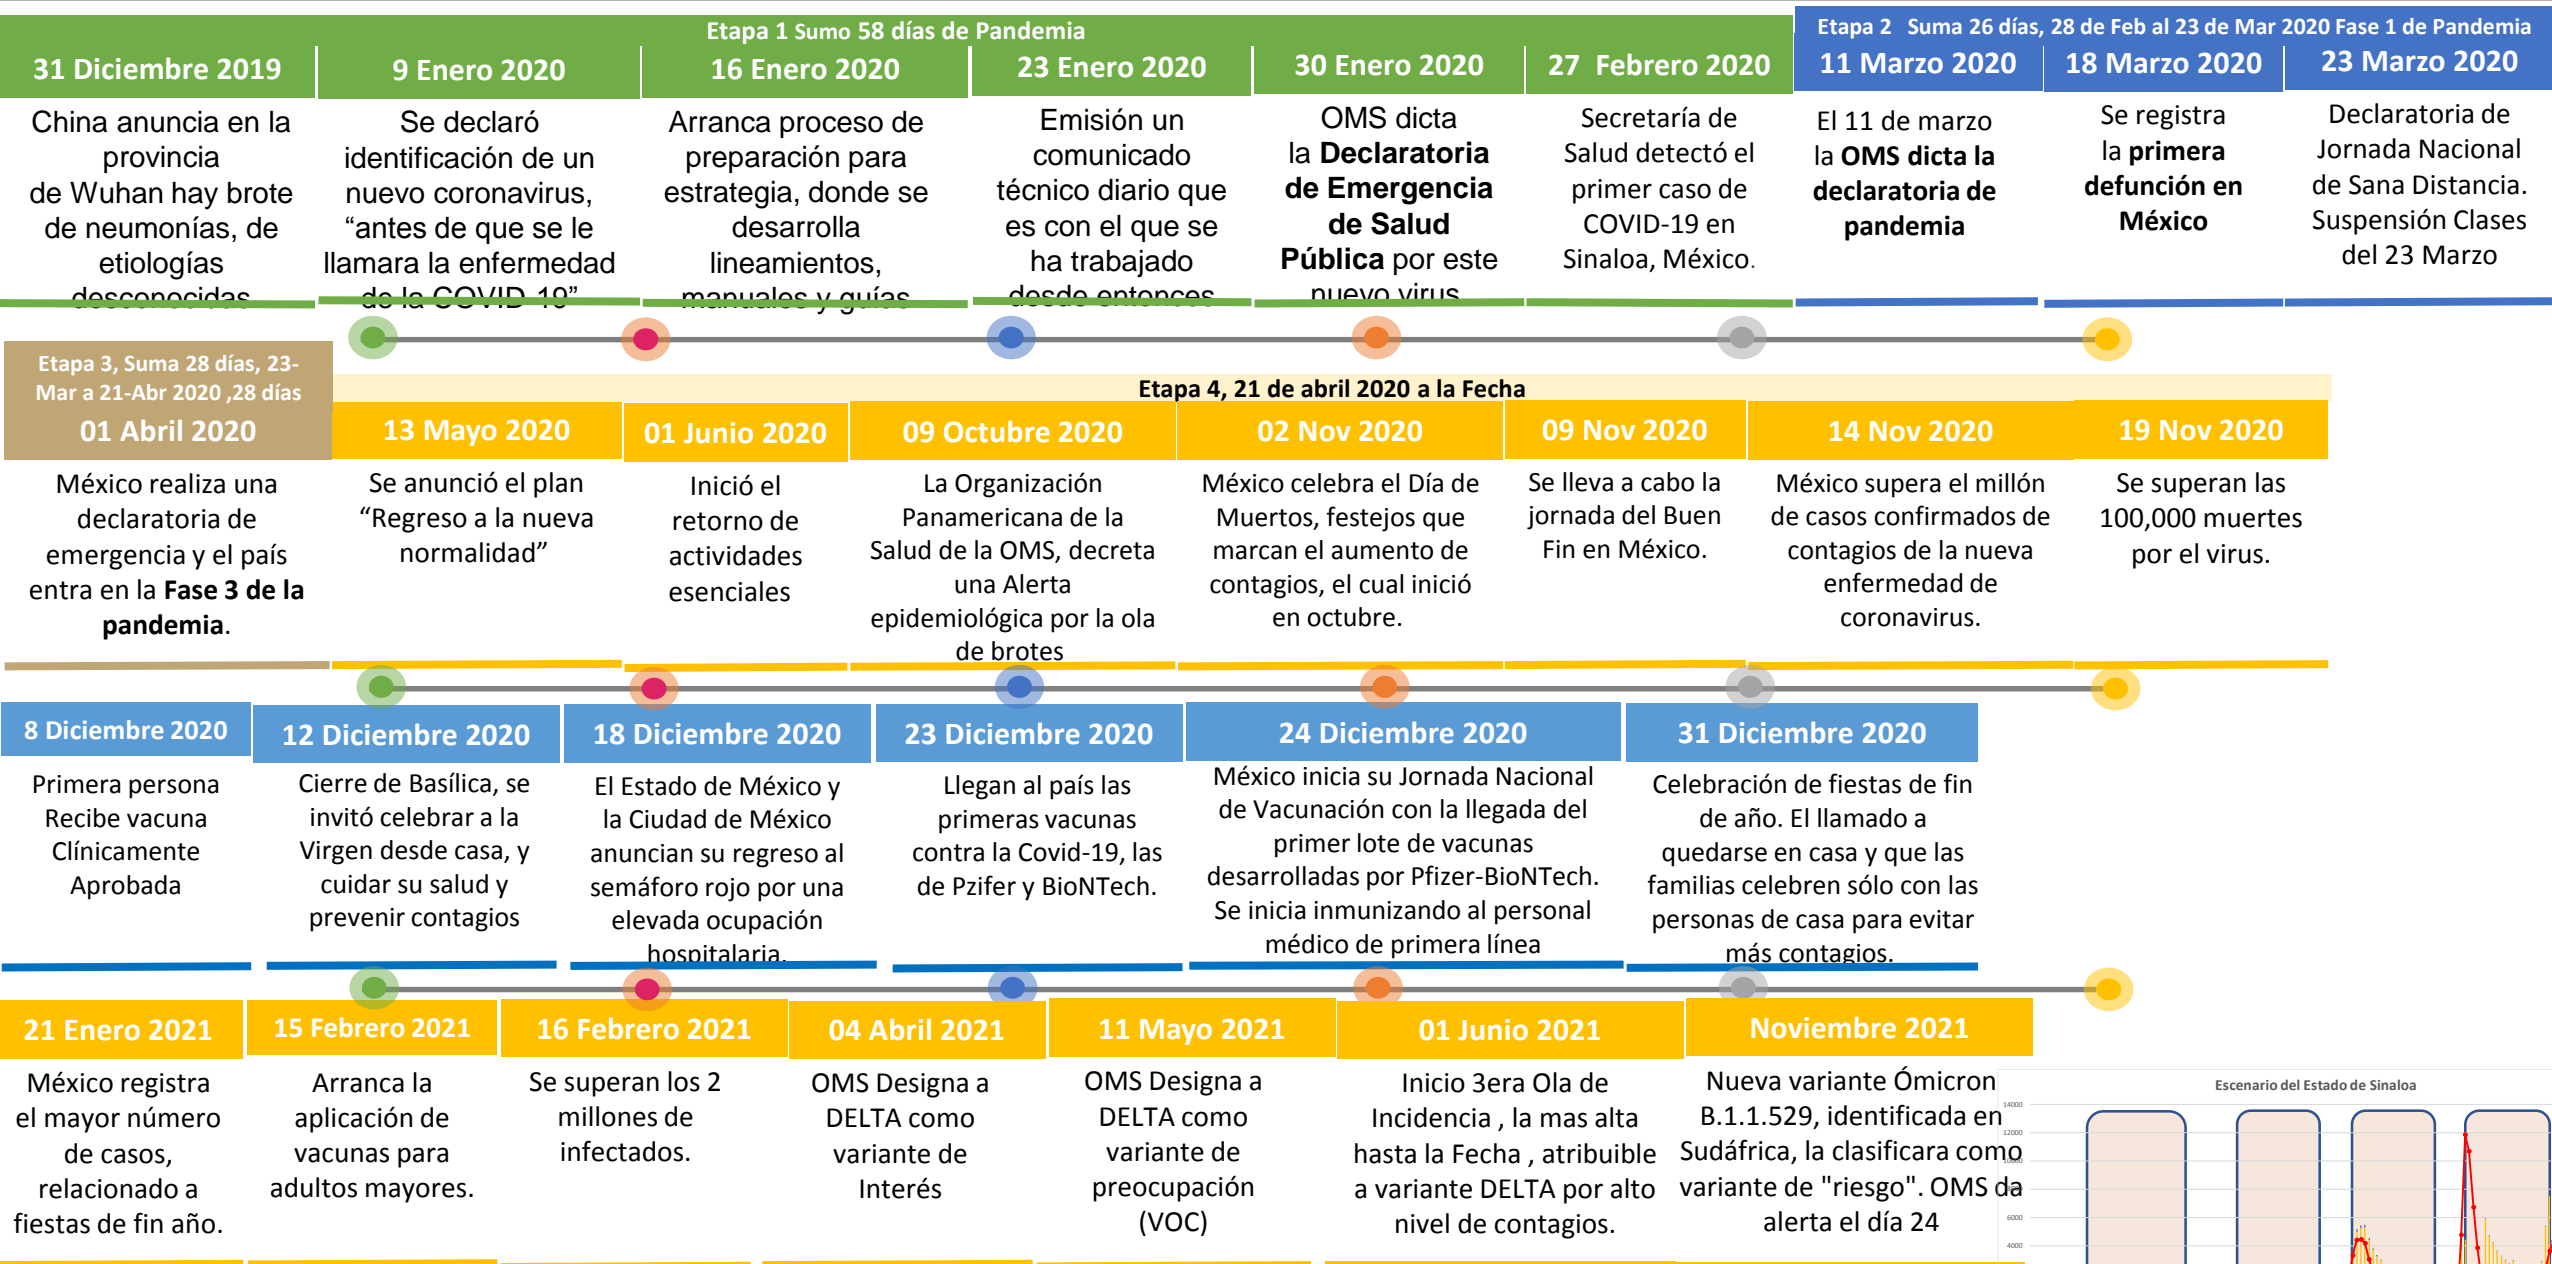 Etapa 1 Sumo 58 días de Pandemia
Etapa 2 Suma 26 días, 28 de Feb al 23 de Mar 2020 Fase 1 de Pandemia
31 Diciembre 2019
China anuncia en la
provincia
de Wuhan hay brote
de neumonías, de
etiologías
desconocidas
9 Enero 2020
Se declaró
identificación de un
nuevo coronavirus,
“antes de que se le
llamara la enfermedad
de la COVID-19”
16 Enero 2020
Arranca proceso de
preparación para
estrategia, donde se
desarrolla
lineamientos,
manuales y guías
23 Enero 2020
Emisión un
comunicado
técnico diario que
es con el que se
ha trabajado
desde entonces
30 Enero 2020
OMS dicta
la Declaratoria
de Emergencia
de Salud
Pública por este
nuevo virus
27 Febrero 2020
Secretaría de
Salud detectó el
primer caso de
COVID-19 en
Sinaloa, México.
11 Marzo 2020
El 11 de marzo
la OMS dicta la
declaratoria de
pandemia
18 Marzo 2020
Se registra
la primera
defunción en
México
23 Marzo 2020
Declaratoria de
Jornada Nacional
de Sana Distancia.
Suspensión Clases
del 23 Marzo
Etapa 3, Suma 28 días, 23-
Mar a 21-Abr 2020 ,28 días
01 Abril 2020
México realiza una
declaratoria de
emergencia y el país
entra en la Fase 3 de la
pandemia.
Etapa 4, 21 de abril 2020 a la Fecha
13 Mayo 2020
Se anunció el plan
“Regreso a la nueva
normalidad”
01 Junio 2020
Inició el
retorno de
actividades
esenciales
09 Octubre 2020
La Organización
Panamericana de la
Salud de la OMS, decreta
una Alerta
epidemiológica por la ola
de brotes
02 Nov 2020
México celebra el Día de
Muertos, festejos que
marcan el aumento de
contagios, el cual inició
en octubre.
09 Nov 2020
Se lleva a cabo la
jornada del Buen
Fin en México.
14 Nov 2020
México supera el millón
de casos confirmados de
contagios de la nueva
enfermedad de
coronavirus.
19 Nov 2020
Se superan las
100,000 muertes
por el virus.
8 Diciembre 2020
Primera persona
Recibe vacuna
Clínicamente
Aprobada
12 Diciembre 2020
Cierre de Basílica, se
invitó celebrar a la
Virgen desde casa, y
cuidar su salud y
prevenir contagios
18 Diciembre 2020
El Estado de México y
la Ciudad de México
anuncian su regreso al
semáforo rojo por una
elevada ocupación
hospitalaria.
23 Diciembre 2020
Llegan al país las
primeras vacunas
contra la Covid-19, las
de Pzifer y BioNTech.
24 Diciembre 2020
México inicia su Jornada Nacional
de Vacunación con la llegada del
primer lote de vacunas
desarrolladas por Pfizer-BioNTech.
Se inicia inmunizando al personal
médico de primera línea
31 Diciembre 2020
Celebración de fiestas de fin
de año. El llamado a
quedarse en casa y que las
familias celebren sólo con las
personas de casa para evitar
más contagios.
21 Enero 2021
México registra
el mayor número
de casos,
relacionado a
fiestas de fin año.
15 Febrero 2021
Arranca la
aplicación de
vacunas para
adultos mayores.
16 Febrero 2021
Se superan los 2
millones de
infectados.
04 Abril 2021
OMS Designa a
DELTA como
variante de
Interés
11 Mayo 2021
OMS Designa a
DELTA como
variante de
preocupación
(VOC)
01 Junio 2021
Inicio 3era Ola de
Incidencia , la mas alta
hasta la Fecha , atribuible
a variante DELTA por alto
nivel de contagios.
Noviembre 2021
Nueva variante Ómicron
B.1.1.529, identificada en
Sudáfrica, la clasificara como
variante de "riesgo". OMS da
alerta el día 24
Escenario del Estado de Sinaloa
14000
12000
6000
4000